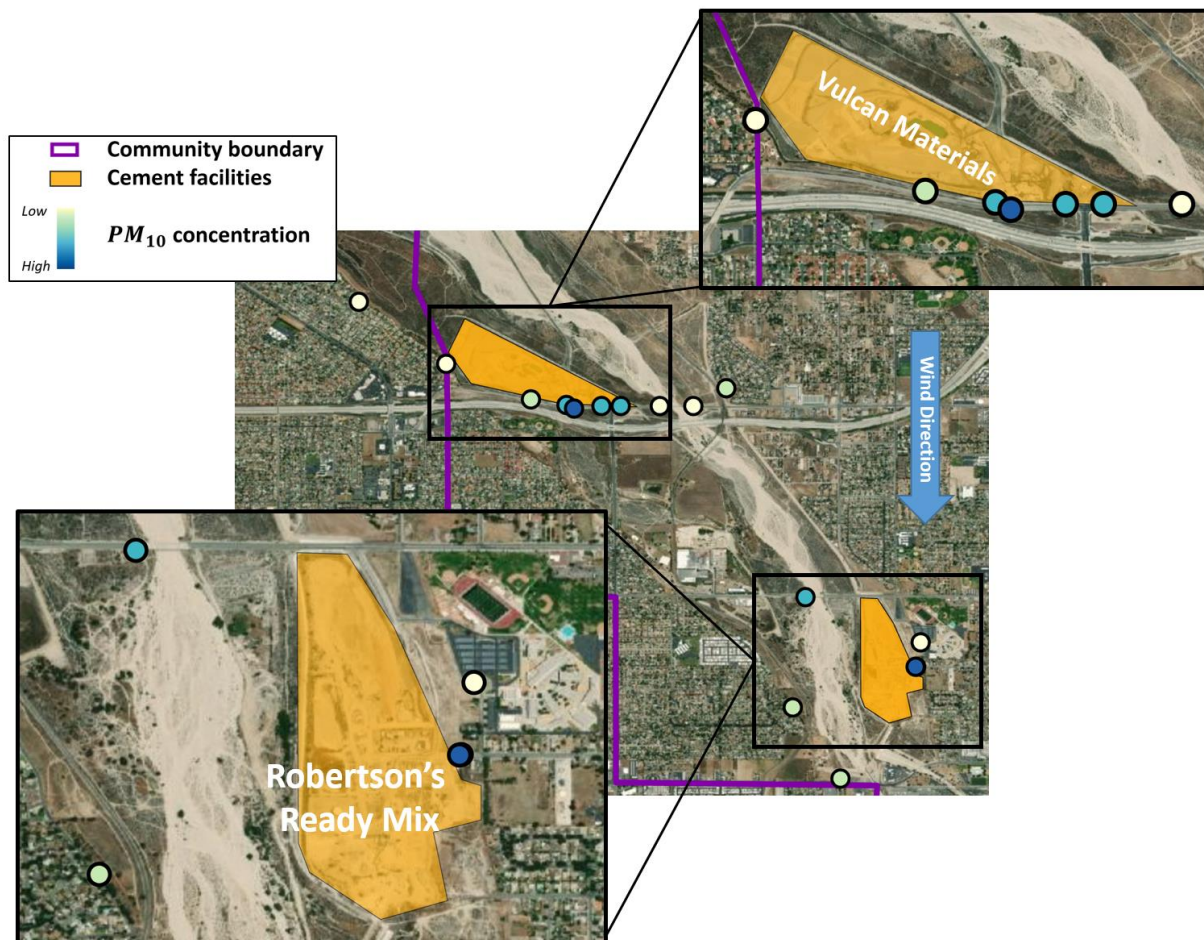 Vulcan Materials
Community boundary
Cement facilities
Low
High
PM10 concentration
Wind Direction
Robertson's
Ready Mix